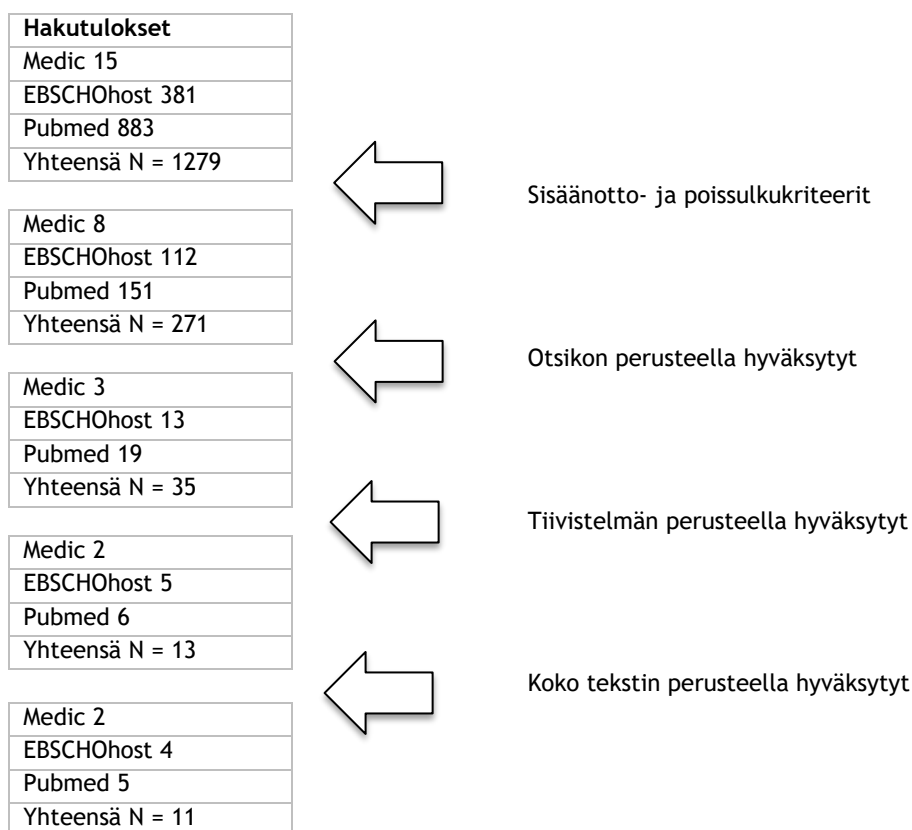 Hakutulokset
Medic 15
EBSCHOhost 381
Pubmed 883
Yhteensä N = 1279
Sisäänotto- ja poissulkukriteerit
Medic 8
EBSCHOhost 112
Pubmed 151
Yhteensä N = 271
Otsikon perusteella hyväksytyt
Medic 3
EBSCHOhost 13
Pubmed 19
Yhteensä N = 35
Tiivistelmän perusteella hyväksytyt
Medic 2
EBSCHOhost 5
Pubmed 6
Yhteensä N = 13
Koko tekstin perusteella hyväksytyt
Medic 2
EBSCHOhost 4
Pubmed 5
Yhteensä N = 11